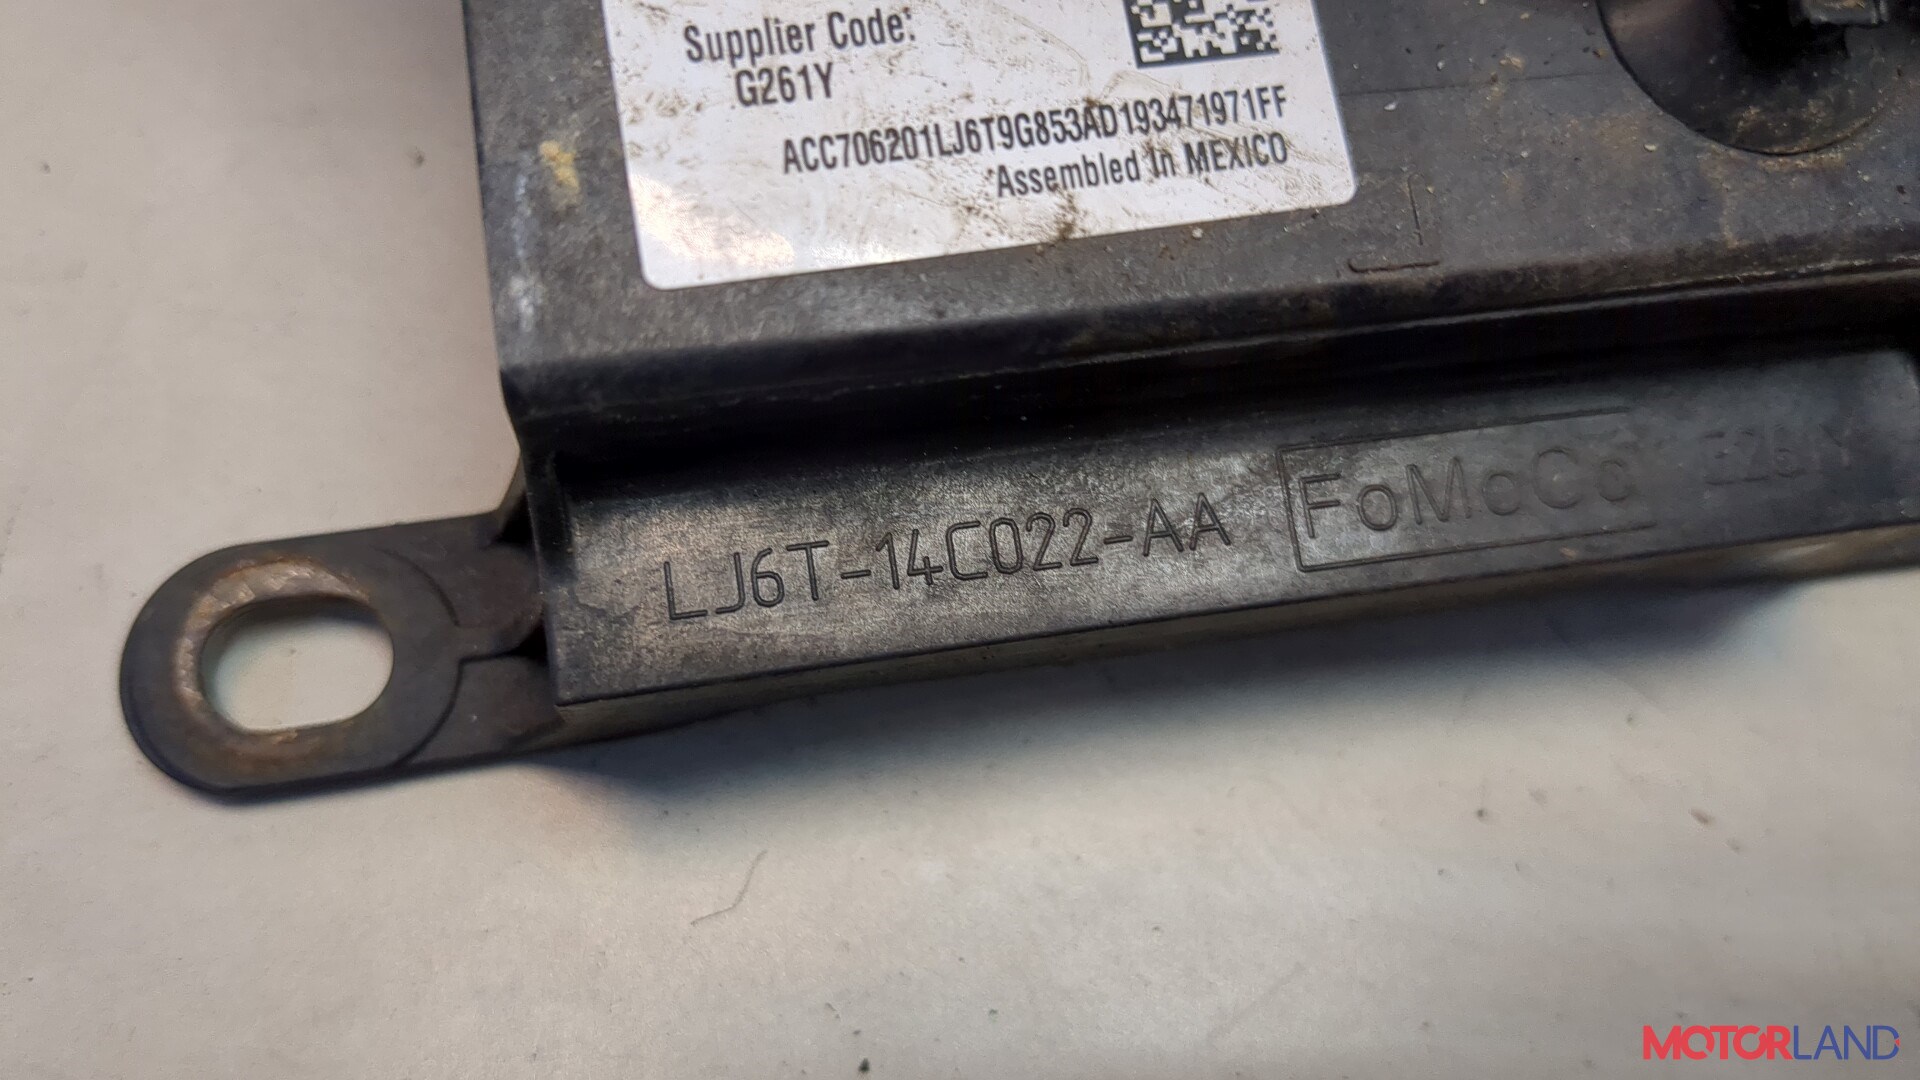 Supplier Code:
G261Y
ACC706201LJ6T9G853AD193471971FF
Assembled In MEXICO
LJ6T-14C022-AA FoMoCo
MOTORLAND